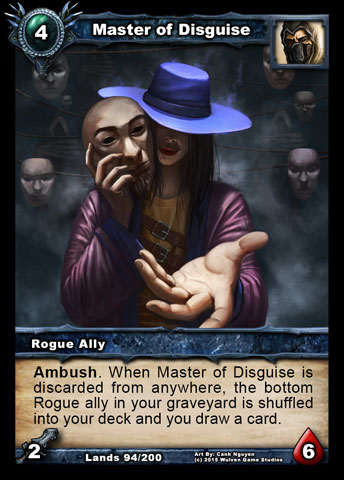 4
Master of Disguise
Rogue Ally
Ambush. When Master of Disguise is
discarded from anywhere, the bottom
Rogue ally in your graveyard is shuffled
into your deck and you draw a card.
2
Lands 94/200
Art By: Canh Nguyen
(c) 2015 Wulven Game Studios
6